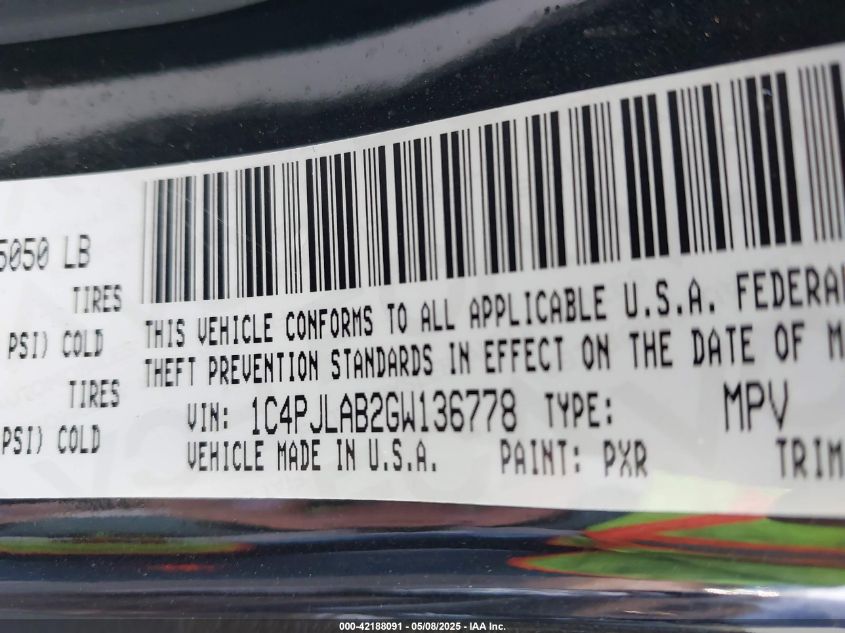 5050 LB
TIRES
PSI) COLD
TIRES
PSI) COLD
THIS VEHICLE CONFORMS TO ALL APPLICABLE U.S.A. FEDERAL
THEFT PREVENTION STANDARDS IN EFFECT ON THE DATE OF M
VIN: 1C4PJLAB2GW136778 TYPE: MPV
VEHICLE MADE IN U.S.A. PAINT: PXR TRIM
000-42188091 - 05/08/2025 - IAA Inc.